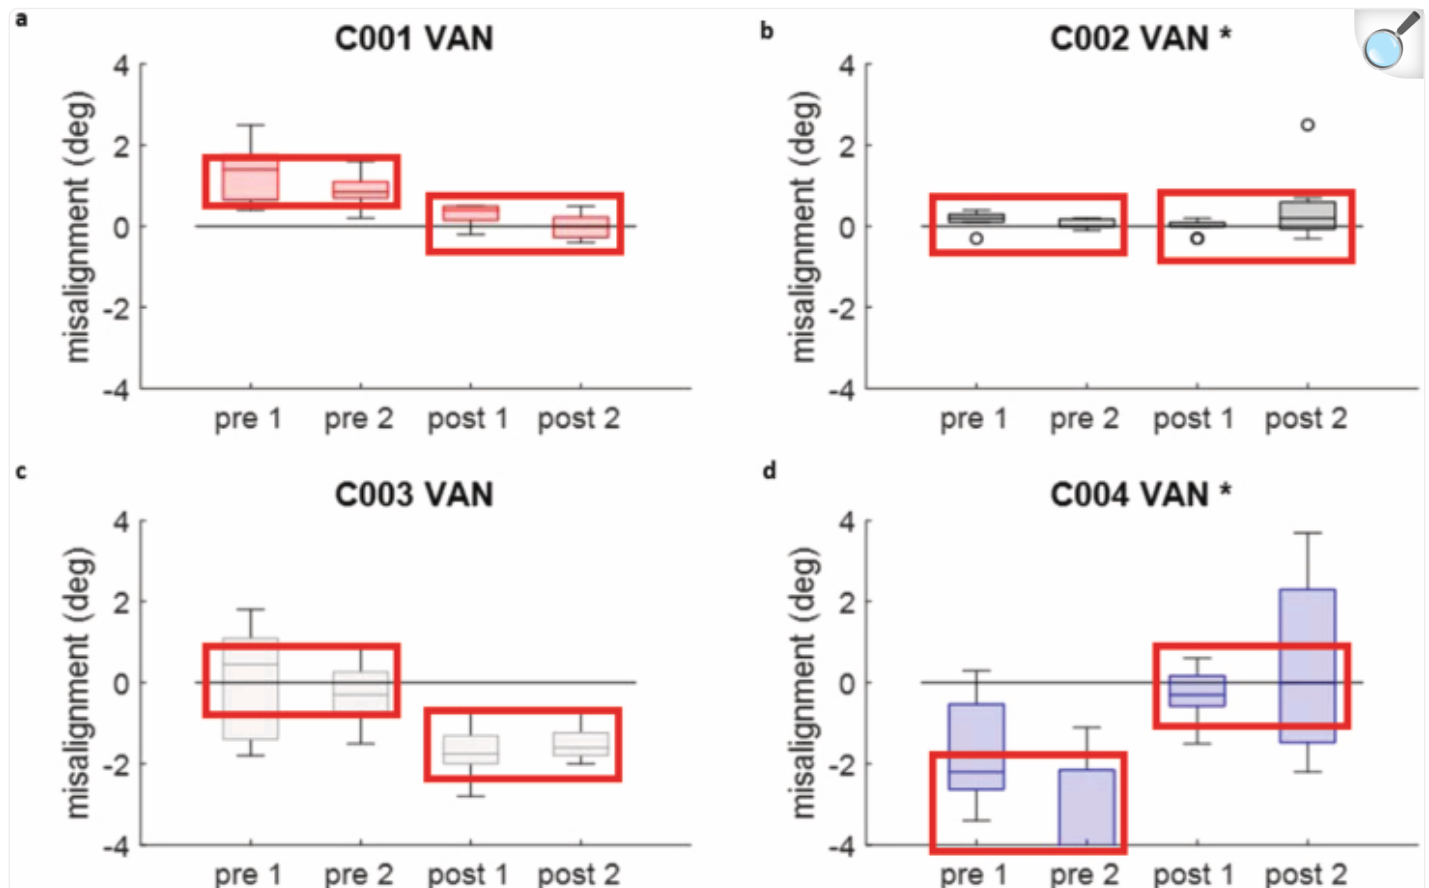 a
C001 VAN
4
2
0
-2
-4
misalignment (deg)
pre 1 pre 2 post 1 post 2
b
C002 VAN *
4
2
0
-2
-4
misalignment (deg)
pre 1 pre 2 post 1 post 2
c
C003 VAN
4
2
0
-2
-4
misalignment (deg)
pre 1 pre 2 post 1 post 2
d
C004 VAN *
4
2
0
-2
-4
misalignment (deg)
pre 1 pre 2 post 1 post 2